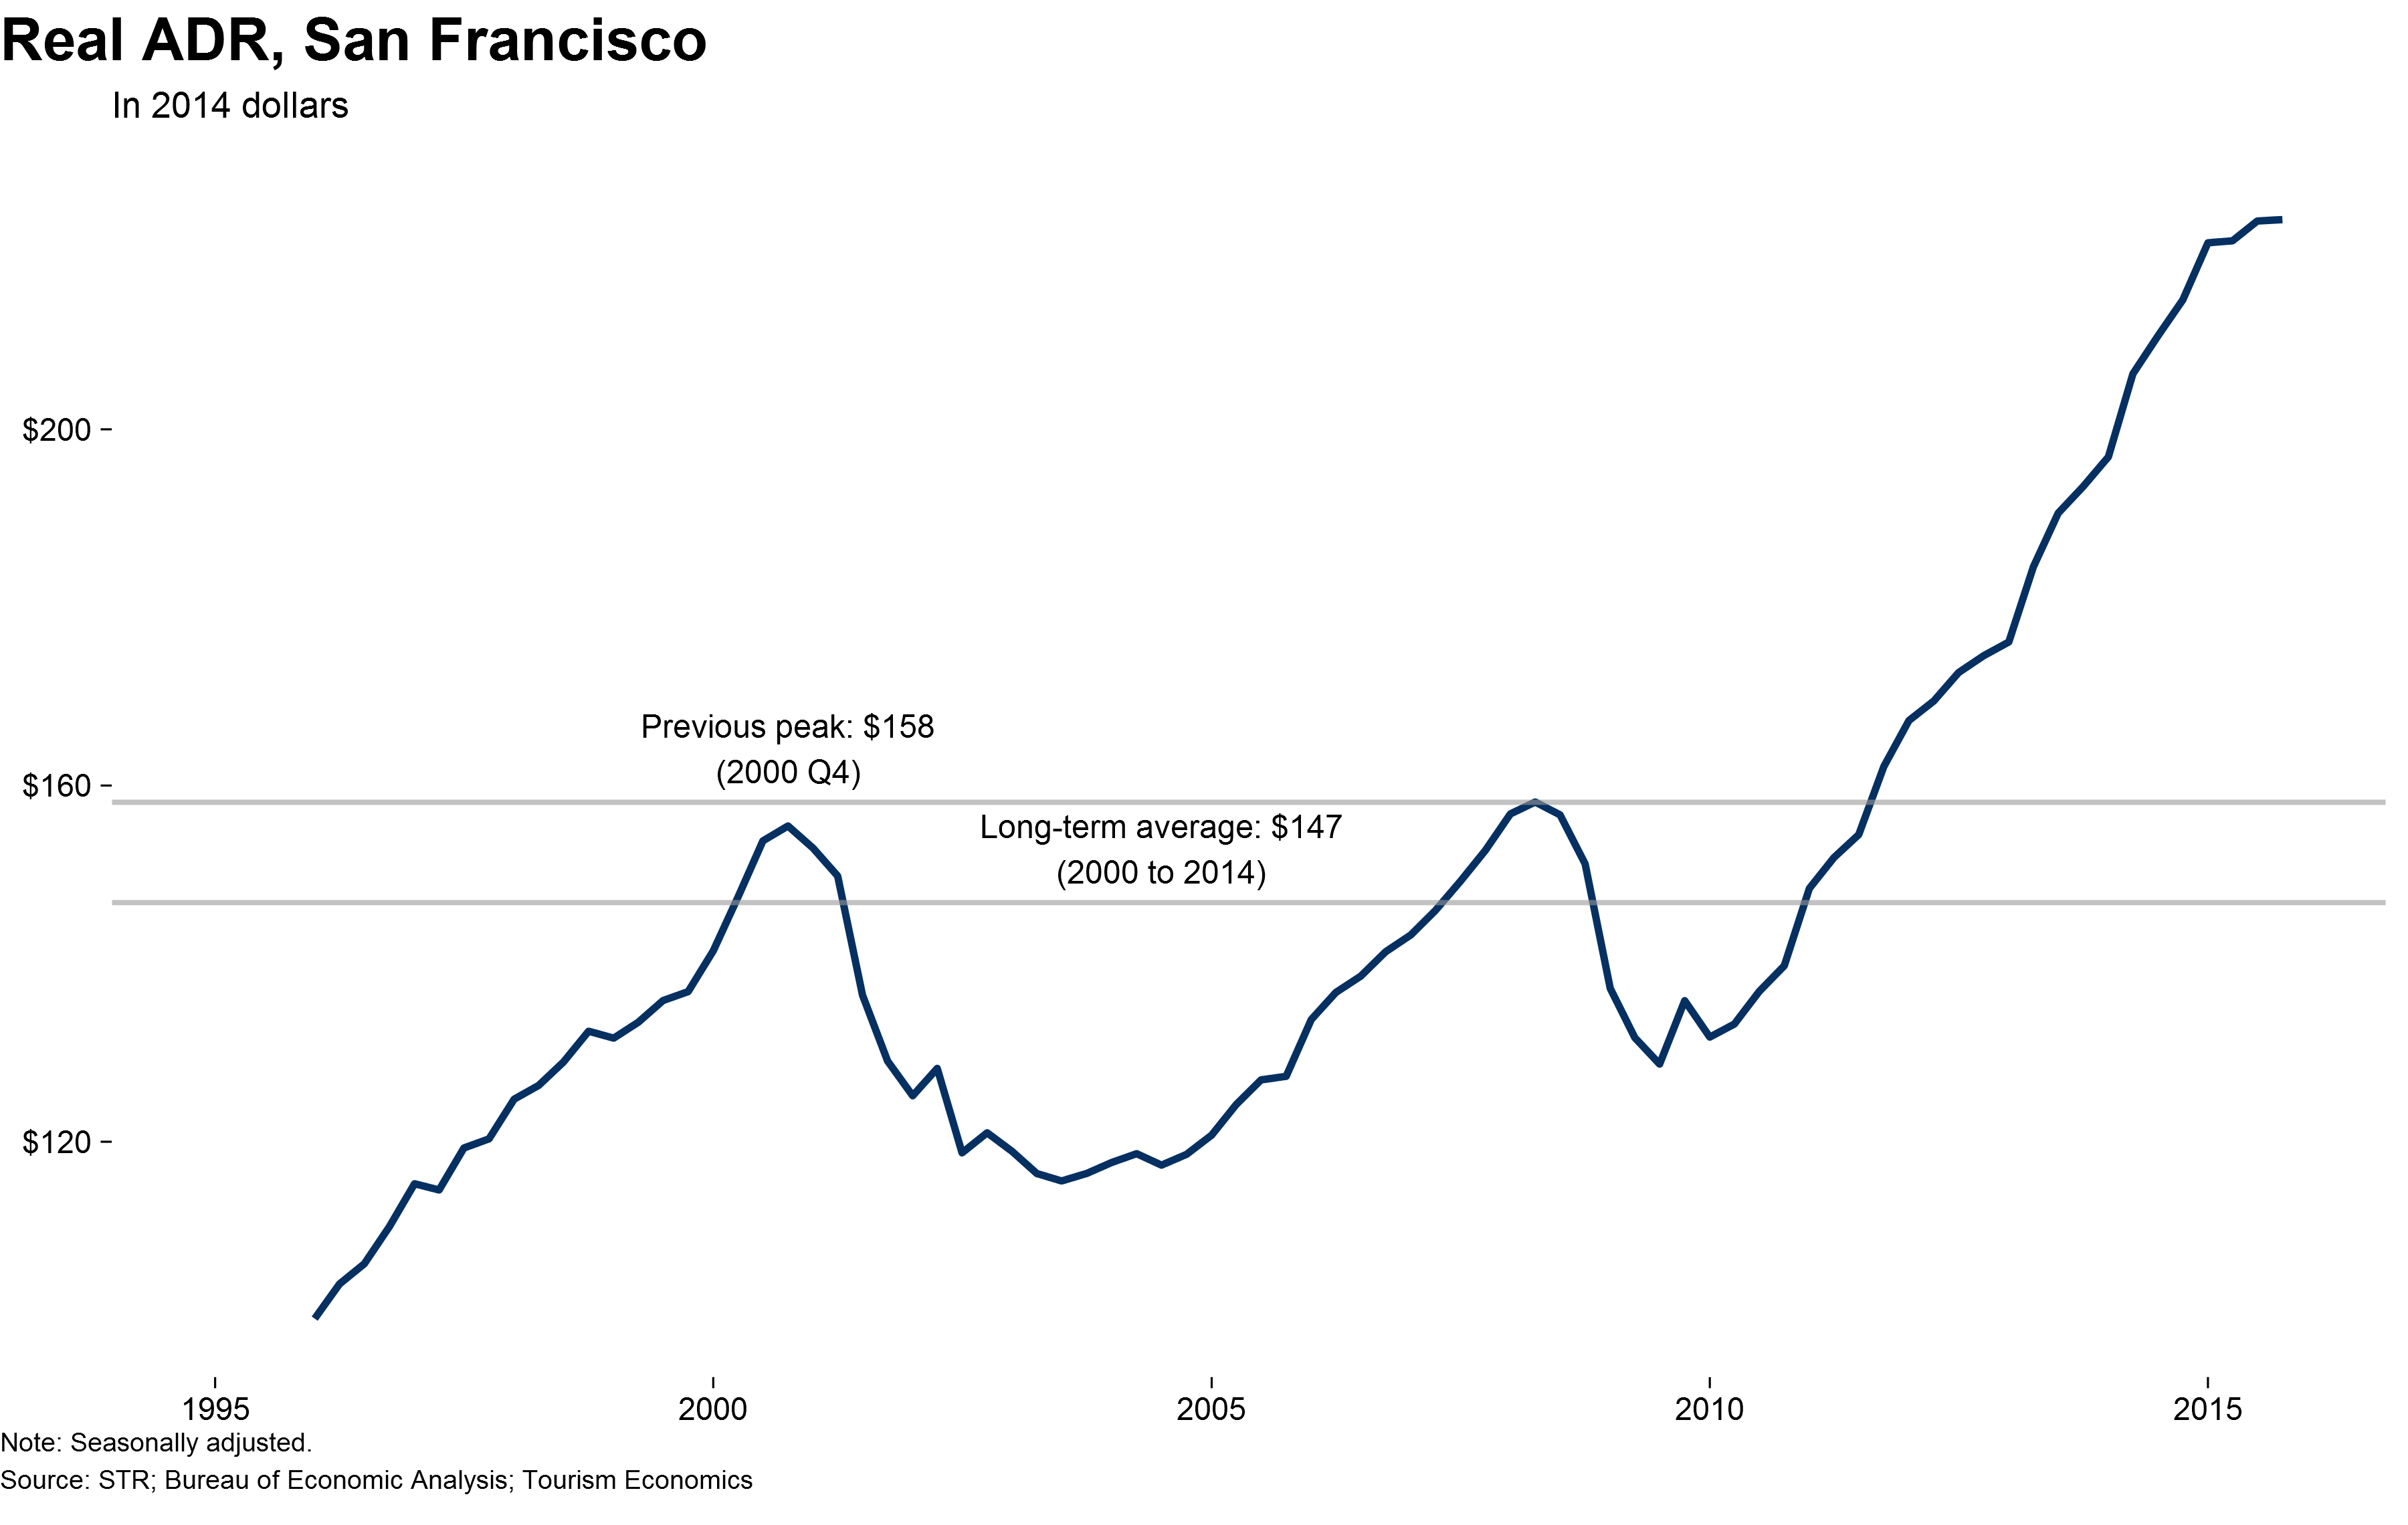 Real ADR, San Francisco
In 2014 dollars
$200
Previous peak: $158
(2000 Q4)
$160
Long-term average: $147
(2000 to 2014)
$120
1995 2000 2005 2010 2015
Note: Seasonally adjusted.
Source: STR; Bureau of Economic Analysis; Tourism Economics